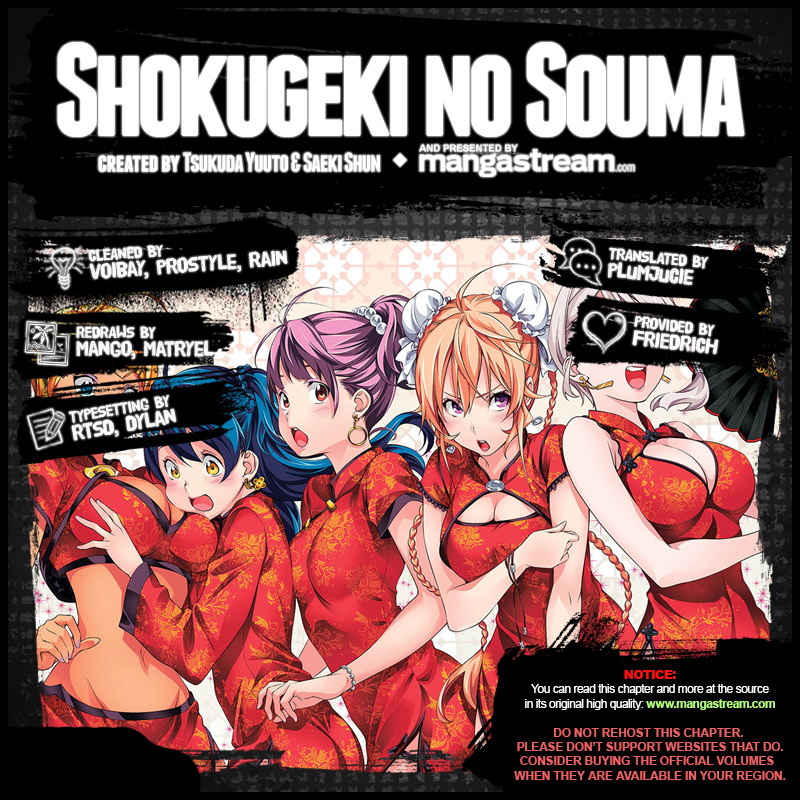 SHOKUGEKI NO SOUMA
CREATED BY TSUKUDA YUUTO & SAEKI SHUN ◆ AND PRESENTED BY mangastream.com
CLEANED BY
VOIBAY, PROSTYLE, RAIN
REDRAWS BY
MANGO, MATRYEL
TYPESETTING BY
RTSD, DYLAN
TRANSLATED BY
PLUMJUCIE
PROVIDED BY
FRIEDRICH
NOTICE:
You can read this chapter and more at the source
in its original high quality: www.mangastream.com
DO NOT REHOST THIS CHAPTER.
PLEASE DON'T SUPPORT WEBSITES THAT DO.
CONSIDER BUYING THE OFFICIAL VOLUMES
WHEN THEY ARE AVAILABLE IN YOUR REGION.